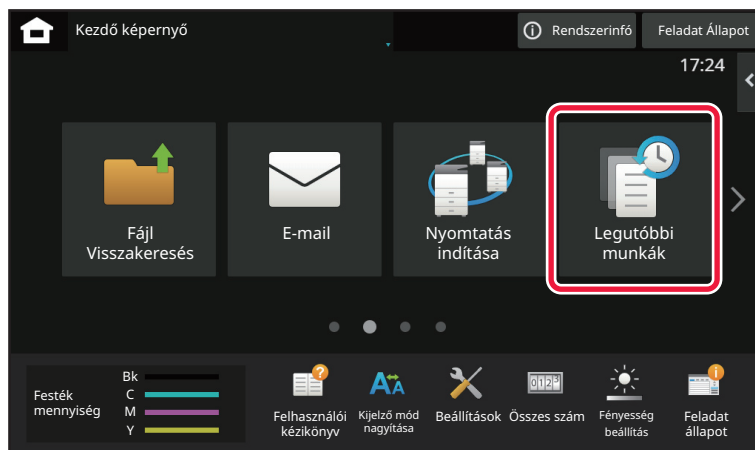 Kezdő képernyő
Rendszerinfó
Feladat Állapot
17:24
Fájl
Visszakeresés
E-mail
Nyomtatás
indítása
Legutóbbi
munkák
Festék
mennyiség
Bk
C
M
Y
Felhasználói
kézikönyv
Kijelző mód
nagyítása
Beállítások
Összes szám
Fényesség
beállítás
Feladat
állapot